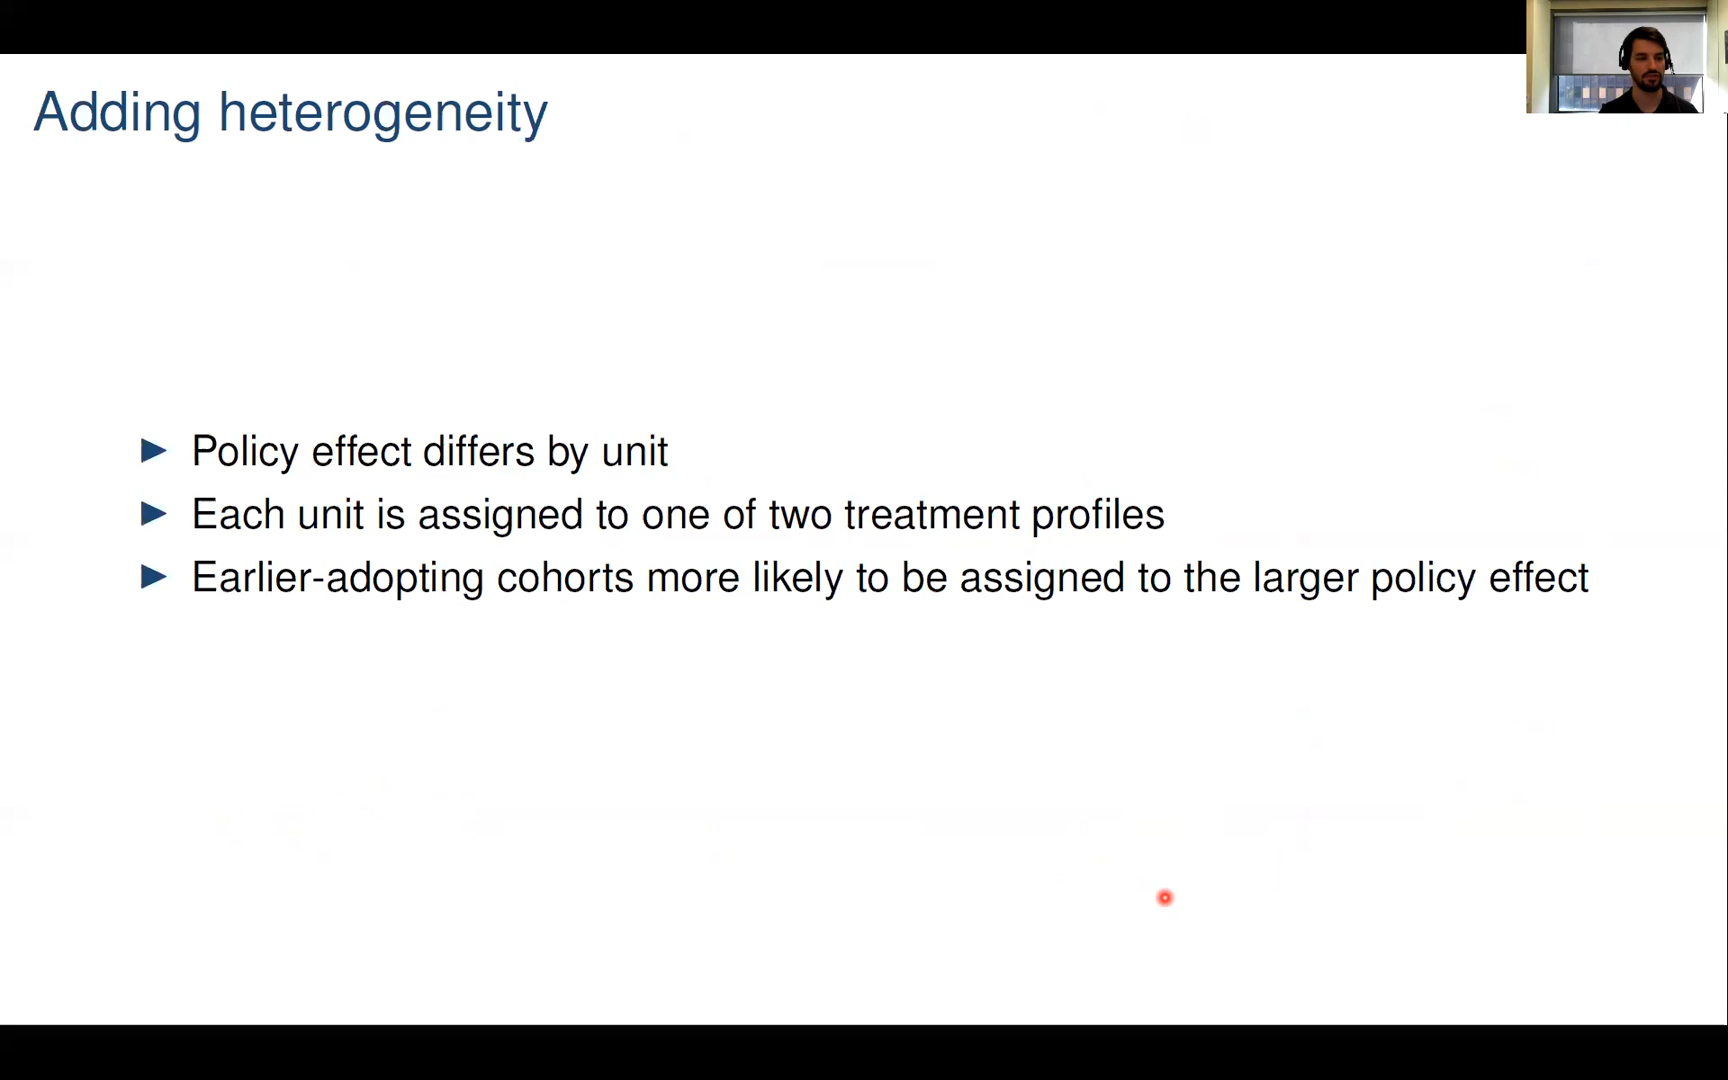 Adding heterogeneity
Policy effect differs by unit
Each unit is assigned to one of two treatment profiles
Earlier-adopting cohorts more likely to be assigned to the larger policy effect